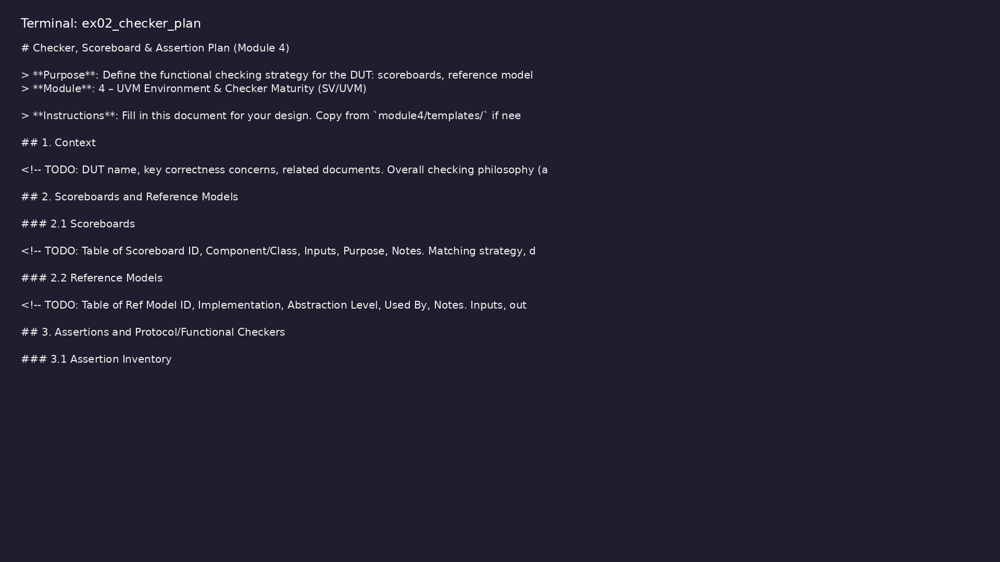 Terminal: ex02_checker_plan
# Checker, Scoreboard & Assertion Plan (Module 4)
> **Purpose**: Define the functional checking strategy for the DUT: scoreboards, reference model
> **Module**: 4 – UVM Environment & Checker Maturity (SV/UVM)
> **Instructions**: Fill in this document for your design. Copy from `module4/templates/` if nee
## 1. Context
<!-- TODO: DUT name, key correctness concerns, related documents. Overall checking philosophy (a
## 2. Scoreboards and Reference Models
### 2.1 Scoreboards
<!-- TODO: Table of Scoreboard ID, Component/Class, Inputs, Purpose, Notes. Matching strategy, d
### 2.2 Reference Models
<!-- TODO: Table of Ref Model ID, Implementation, Abstraction Level, Used By, Notes. Inputs, out
## 3. Assertions and Protocol/Functional Checkers
### 3.1 Assertion Inventory